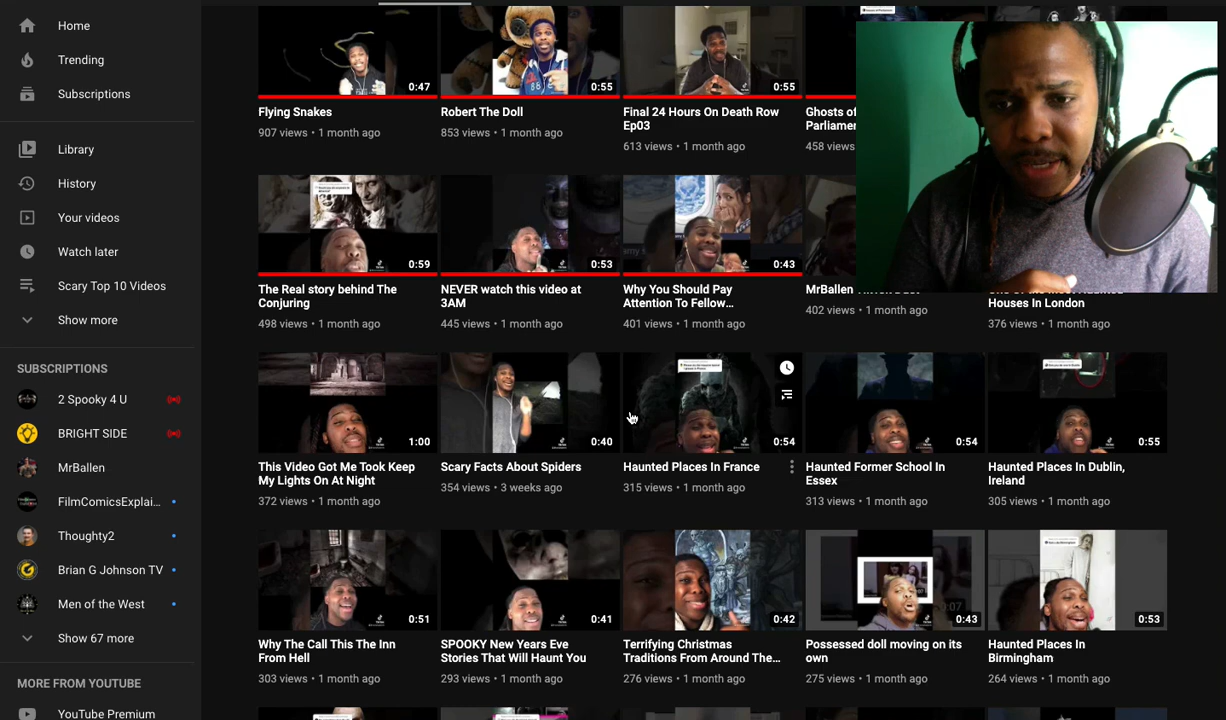 Home
Trending
Subscriptions
Library
History
Your videos
Watch later
Scary Top 10 Videos
Show more
SUBSCRIPTIONS
2 Spooky 4 U
BRIGHT SIDE
MrBallen
FilmComicsExplai...
Thoughty2
Brian G Johnson TV
Men of the West
Show 67 more
MORE FROM YOUTUBE
YouTube Premium
0:47
0:55
0:55
Flying Snakes
907 views • 1 month ago
Robert The Doll
853 views • 1 month ago
Final 24 Hours On Death Row
Ep03
613 views • 1 month ago
Ghosts of
Parliamen
458 views
0:59
0:53
0:43
The Real story behind The
Conjuring
498 views • 1 month ago
NEVER watch this video at
3AM
445 views • 1 month ago
Why You Should Pay
Attention To Fellow...
401 views • 1 month ago
MrBallen
402 views • 1 month ago
Houses In London
376 views • 1 month ago
1:00
0:40
0:54
0:54
0:55
This Video Got Me Took Keep
My Lights On At Night
372 views • 1 month ago
Scary Facts About Spiders
354 views • 3 weeks ago
Haunted Places In France
315 views • 1 month ago
Haunted Former School In
Essex
313 views • 1 month ago
Haunted Places In Dublin,
Ireland
305 views • 1 month ago
0:51
0:41
0:42
0:43
0:53
Why The Call This The Inn
From Hell
303 views • 1 month ago
SPOOKY New Years Eve
Stories That Will Haunt You
293 views • 1 month ago
Terrifying Christmas
Traditions From Around The...
276 views • 1 month ago
Possessed doll moving on its
own
275 views • 1 month ago
Haunted Places In
Birmingham
264 views • 1 month ago